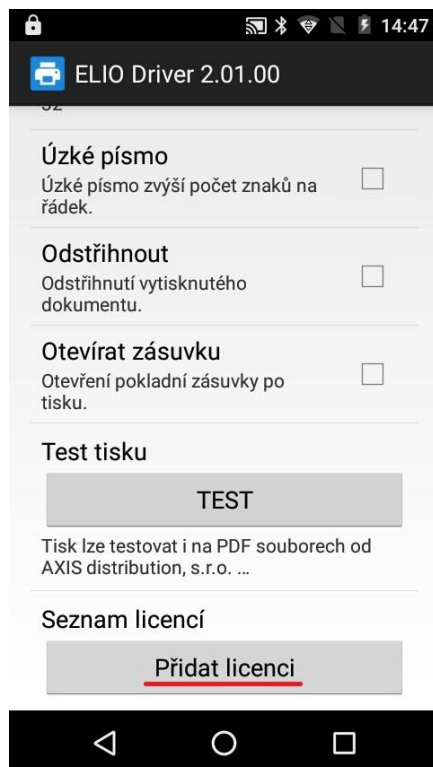 14:47
ELIO Driver 2.01.00
Úzké písmo
Úzké písmo zvýší počet znaků na
řádek.
Odstřihnout
Odstřihnutí vytisknutého
dokumentu.
Otevírat zásuvku
Otevření pokladní zásuvky po
tisku.
Test tisku
TEST
Tisk lze testovat i na PDF souborech od
AXIS distribution, s.r.o. ...
Seznam licencí
Přidat licenci